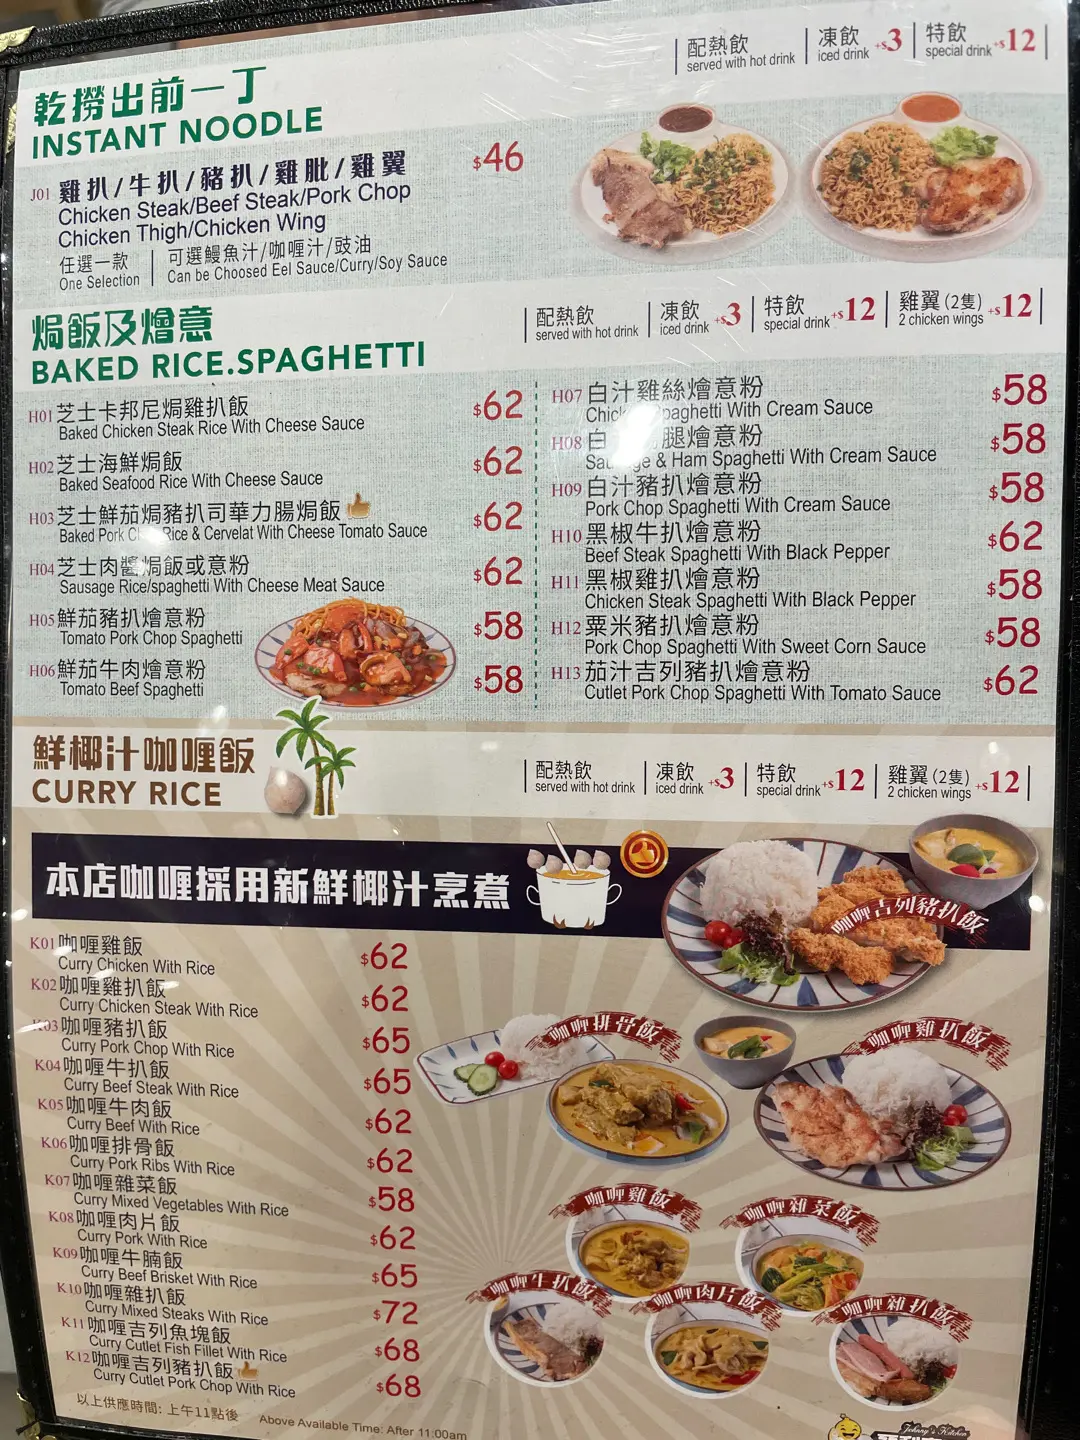 配熱飲
served with hot drink
凍飲 +$3
iced drink
特飲 +$12
special drink
乾撈出前一丁
INSTANT NOODLE
J01 雞扒/牛扒/豬扒/雞肶/雞翼 $46
Chicken Steak/Beef Steak/Pork Chop
Chicken Thigh/Chicken Wing
任選一款
One Selection
可選鰻魚汁/咖喱汁/豉油
Can be Choosed Eel Sauce/Curry/Soy Sauce
焗飯及燴意
BAKED RICE.SPAGHETTI
配熱飲
served with hot drink
凍飲 +$3
iced drink
特飲 +$12
special drink
雞翼(2隻) +$12
2 chicken wings
H01 芝士卡邦尼焗雞扒飯 $62
Baked Chicken Steak Rice With Cheese Sauce
H02 芝士海鮮焗飯 $62
Baked Seafood Rice With Cheese Sauce
H03 芝士鮮茄焗豬扒司華力腸焗飯 $62
Baked Pork Rice & Cervelat With Cheese Tomato Sauce
H04 芝士肉醬焗飯或意粉 $62
Sausage Rice/spaghetti With Cheese Meat Sauce
H05 鮮茄豬扒燴意粉 $58
Tomato Pork Chop Spaghetti
H06 鮮茄牛肉燴意粉 $58
Tomato Beef Spaghetti
H07 白汁雞絲燴意粉 $58
Spaghetti With Cream Sauce
H08 白 腿燴意粉 $58
& Ham Spaghetti With Cream Sauce
H09 白汁豬扒燴意粉 $58
Pork Chop Spaghetti With Cream Sauce
H10 黑椒牛扒燴意粉 $62
Beef Steak Spaghetti With Black Pepper
H11 黑椒雞扒燴意粉 $58
Chicken Steak Spaghetti With Black Pepper
H12 粟米豬扒燴意粉 $58
Pork Chop Spaghetti With Sweet Corn Sauce
H13 茄汁吉列豬扒燴意粉 $62
Cutlet Pork Chop Spaghetti With Tomato Sauce
鮮椰汁咖喱飯
CURRY RICE
配熱飲
served with hot drink
凍飲 +$3
iced drink
特飲 +$12
special drink
雞翼(2隻) +$12
2 chicken wings
本店咖喱採用新鮮椰汁烹煮
咖喱吉列豬扒飯
K01 咖喱雞飯 $62
Curry Chicken With Rice
K02 咖喱雞扒飯 $62
Curry Chicken Steak With Rice
K03 咖喱豬扒飯 $65
Curry Pork Chop With Rice
K04 咖喱牛扒飯 $65
Curry Beef Steak With Rice
K05 咖喱牛肉飯 $62
Curry Beef With Rice
K06 咖喱排骨飯 $62
Curry Pork Ribs With Rice
K07 咖喱雜菜飯 $58
Curry Mixed Vegetables With Rice
K08 咖喱肉片飯 $62
Curry Pork With Rice
K09 咖喱牛腩飯 $65
Curry Beef Brisket With Rice
K10 咖喱雜扒飯 $72
Curry Mixed Steaks With Rice
K11 咖喱吉列魚塊飯 $68
Curry Cutlet Fish Fillet With Rice
K12 咖喱吉列豬扒飯 $68
Curry Cutlet Pork Chop With Rice
咖喱排骨飯
咖喱雞扒飯
咖喱雞飯
咖喱雜菜飯
咖喱牛扒飯
咖喱肉片飯
咖喱雜扒飯
以上供應時間: 上午11點後
Above Available Time: After 11:00am
Johnny's Kitchen